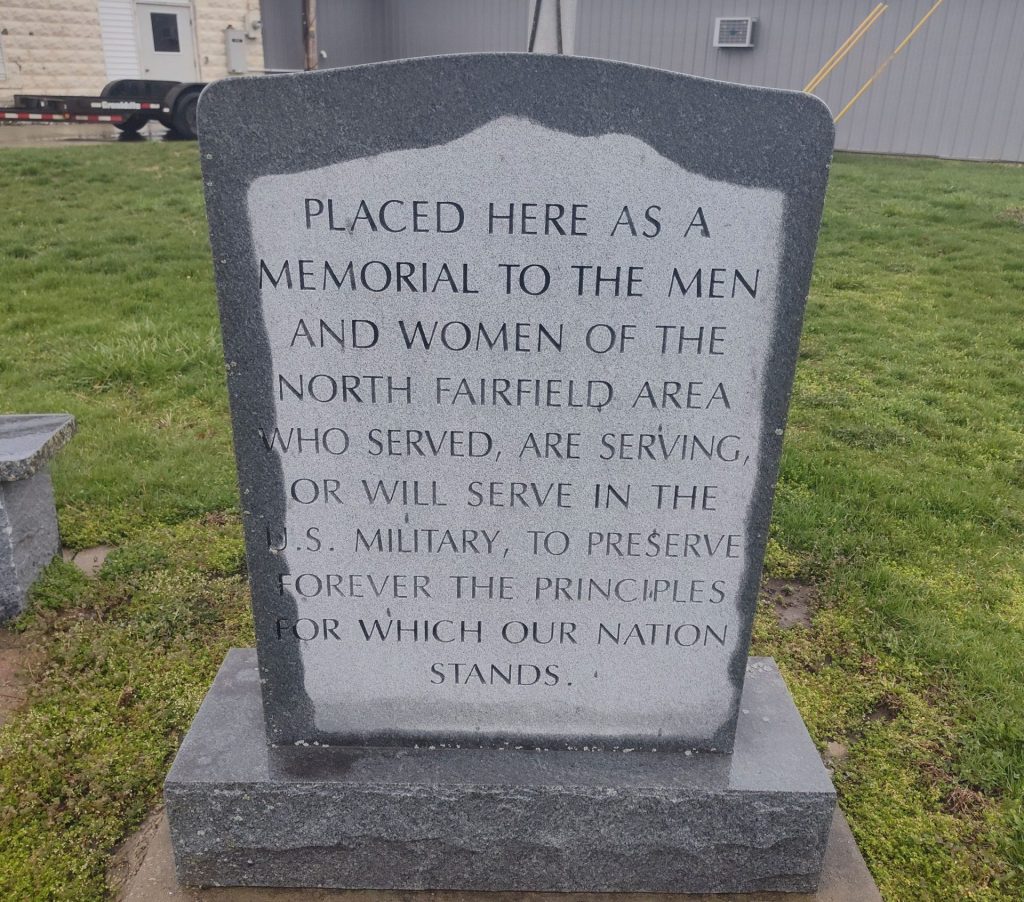 PLACED HERE AS A
MEMORIAL TO THE MEN
AND WOMEN OF THE
NORTH FAIRFIELD AREA
WHO SERVED, ARE SERVING,
OR WILL SERVE IN THE
U.S. MILITARY, TO PRESERVE
FOREVER THE PRINCIPLES
FOR WHICH OUR NATION
STANDS.